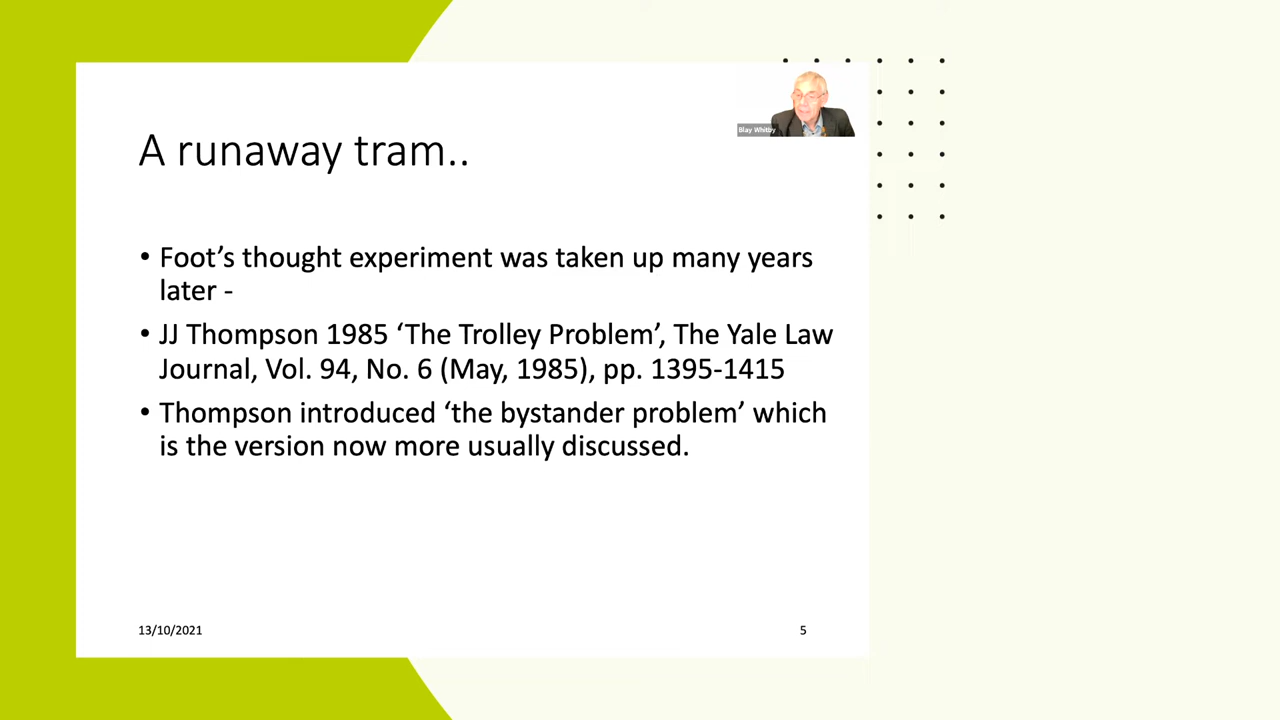 Blay Whitby
A runaway tram..
• Foot’s thought experiment was taken up many years
later -
• JJ Thompson 1985 ‘The Trolley Problem’, The Yale Law
Journal, Vol. 94, No. 6 (May, 1985), pp. 1395-1415
• Thompson introduced ‘the bystander problem’ which
is the version now more usually discussed.
13/10/2021
5